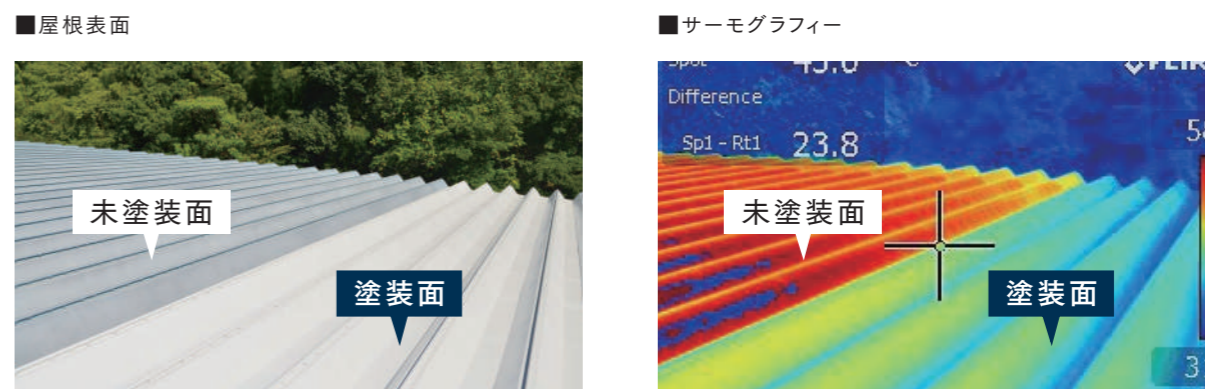 ■屋根表面
■サーモグラフィー
未塗装面
塗装面
Difference
Sp1 - Rt1 23.8
未塗装面
塗装面